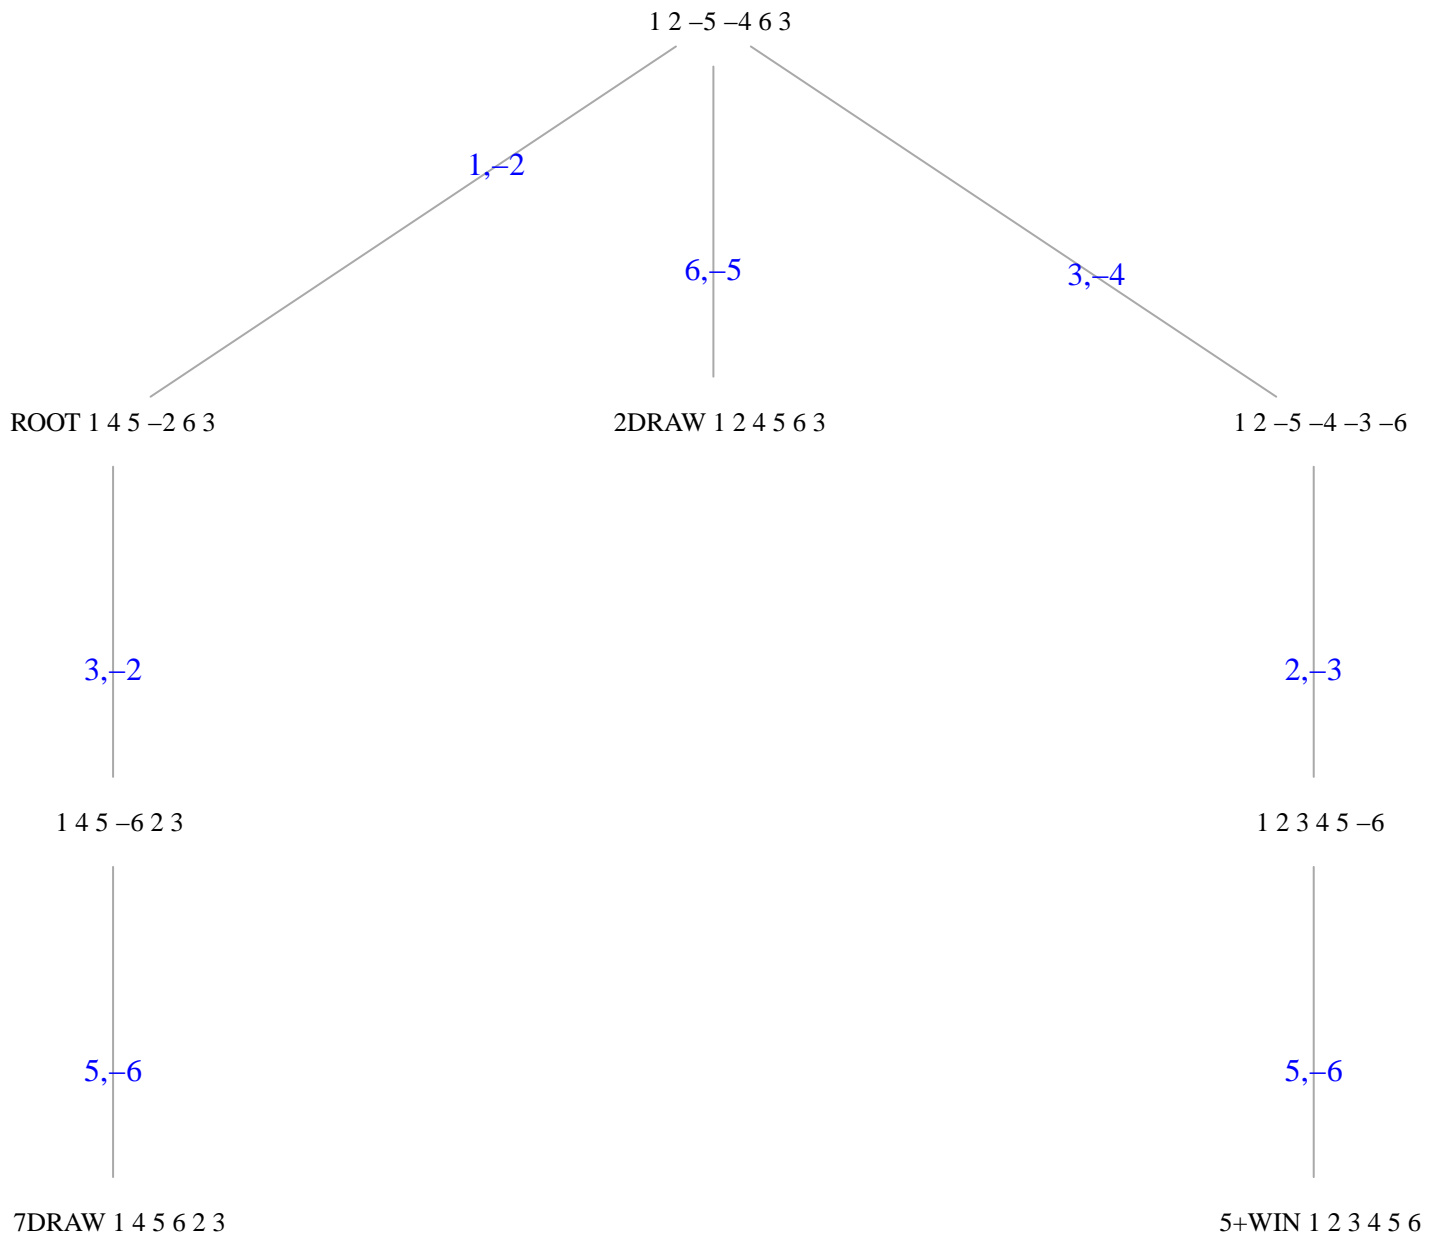 1 2 –5 –4 6 3
1,–2
6,–5
3,–4
ROOT 1 4 5 –2 6 3
2DRAW 1 2 4 5 6 3
1 2 –5 –4 –3 –6
3,–2
2,–3
1 4 5 –6 2 3
1 2 3 4 5 –6
5,–6
5,–6
7DRAW 1 4 5 6 2 3
5+WIN 1 2 3 4 5 6